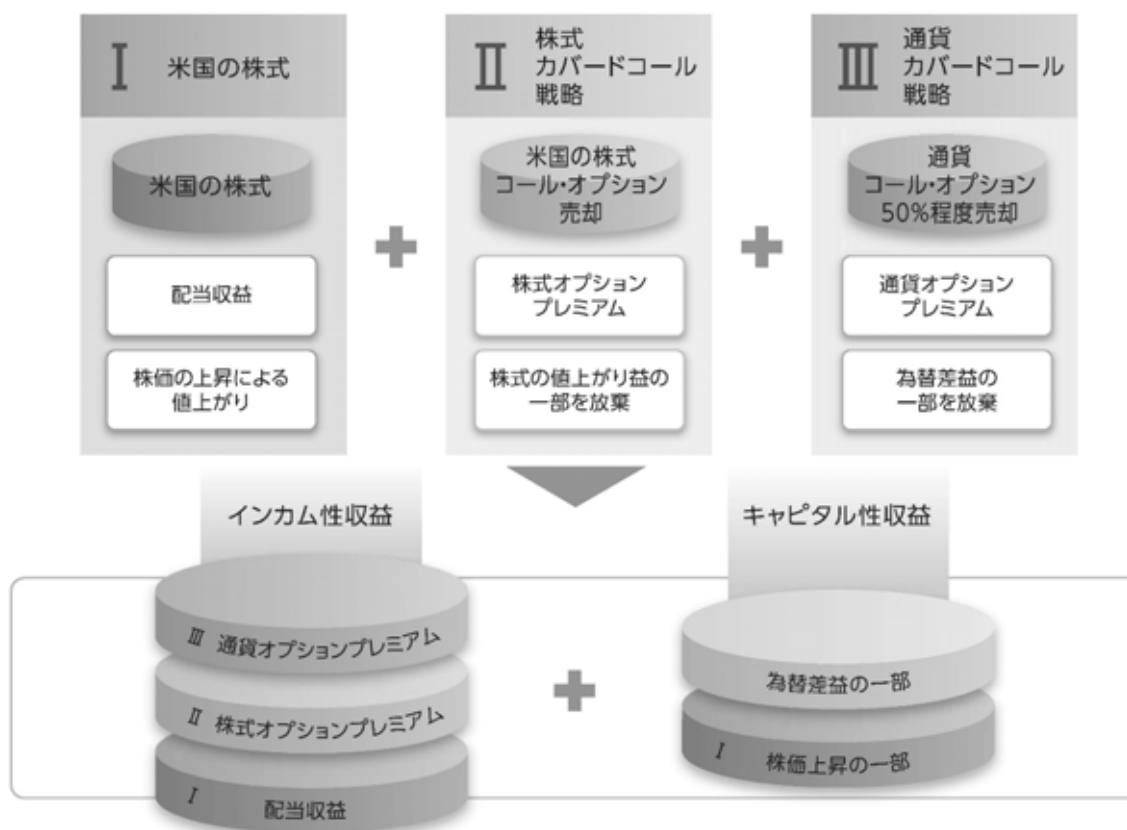 I
米国の株式
II
株式
カバードコール
戦略
III
通貨
カバードコール
戦略
米国の株式
配当収益
株価の上昇による
値上がり
+
米国の株式
コール・オプション
売却
株式オプション
プレミアム
株式の値上がり益の
一部を放棄
+
通貨
コール・オプション
50%程度売却
通貨オプション
プレミアム
為替差益の
一部を放棄
インカム性収益
III 通貨オプションプレミアム
II 株式オプションプレミアム
I 配当収益
+
キャピタル性収益
為替差益の一部
I 株価上昇の一部